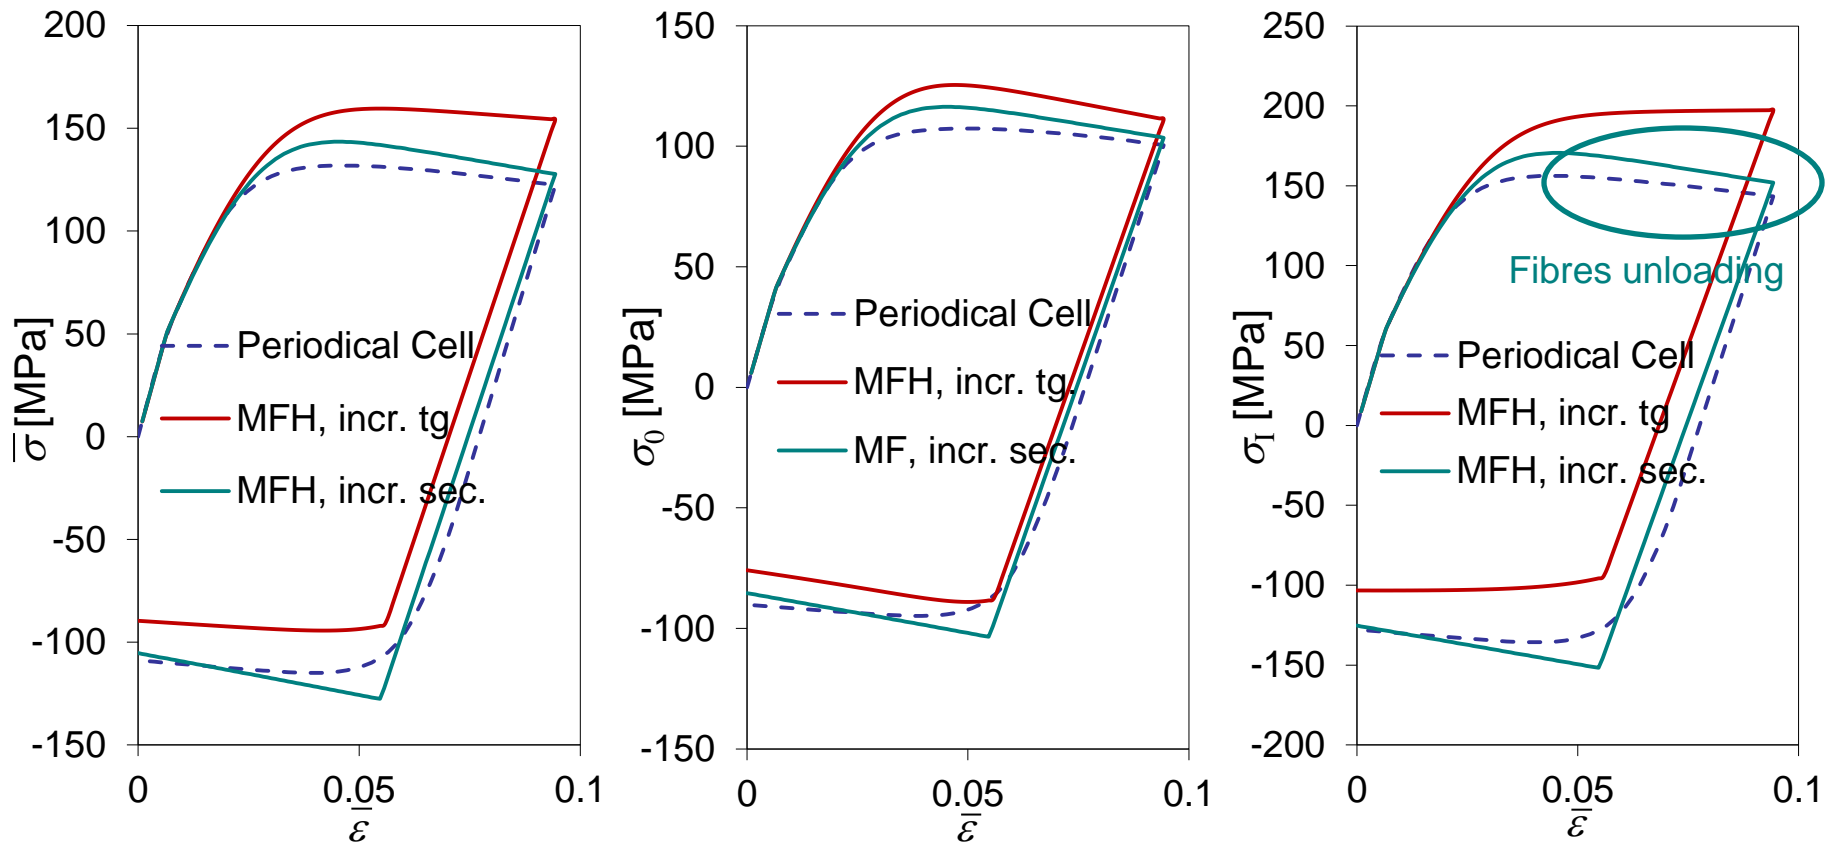 200
150
100
50
0
-50
-100
-150
σ̅ [MPa]
Periodical Cell
MFH, incr. tg
MFH, incr. sec.
0
0.05
0.1
ε̅
150
100
50
0
-50
-100
-150
σ₀ [MPa]
Periodical Cell
MFH, incr. tg.
MF, incr. sec.
0
0.05
0.1
ε̅
250
200
150
100
50
0
-50
-100
-150
-200
σ_I [MPa]
Fibres unloading
Periodical Cell
MFH, incr. tg
MFH, incr. sec.
0
0.05
0.1
ε̅